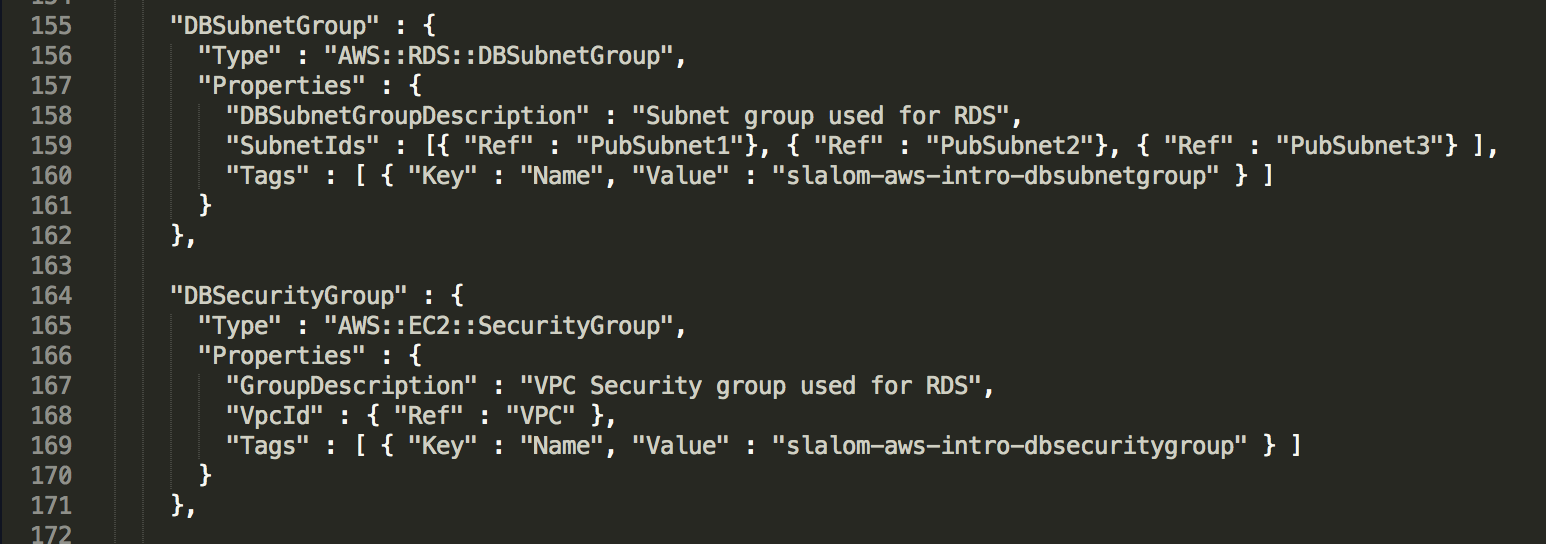 155 "DBSubnetGroup" : {
156 "Type" : "AWS::RDS::DBSubnetGroup",
157 "Properties" : {
158 "DBSubnetGroupDescription" : "Subnet group used for RDS",
159 "SubnetIds" : [{ "Ref" : "PubSubnet1"}, { "Ref" : "PubSubnet2"}, { "Ref" : "PubSubnet3"} ],
160 "Tags" : [ { "Key" : "Name", "Value" : "slalom-aws-intro-dbsubnetgroup" } ]
161 }
162 },
163
164 "DBSecurityGroup" : {
165 "Type" : "AWS::EC2::SecurityGroup",
166 "Properties" : {
167 "GroupDescription" : "VPC Security group used for RDS",
168 "VpcId" : { "Ref" : "VPC" },
169 "Tags" : [ { "Key" : "Name", "Value" : "slalom-aws-intro-dbsecuritygroup" } ]
170 }
171 },
172